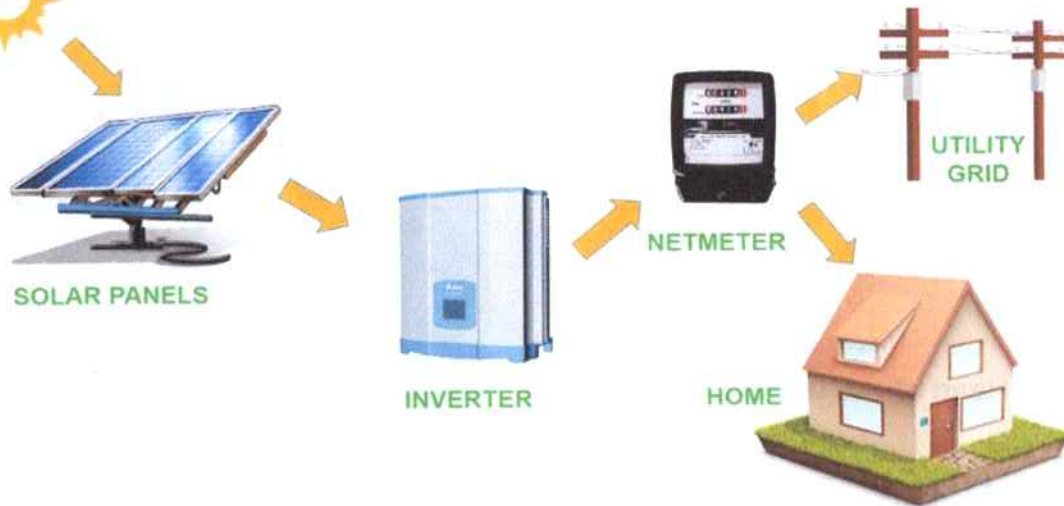 UTILITY
GRID
NETMETER
SOLAR PANELS
INVERTER
HOME